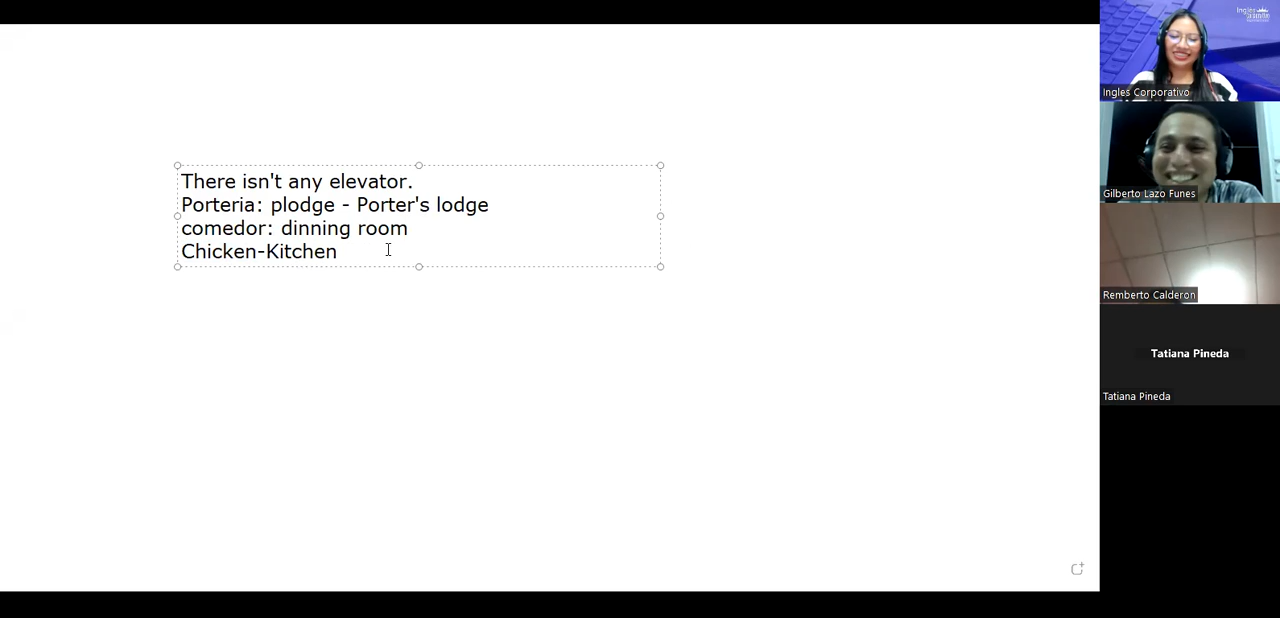 There isn't any elevator.
Porteria: plodge - Porter's lodge
comedor: dinning room
Chicken-Kitchen
Ingles Corporativo
Gilberto Lazo Funes
Remberto Calderon
Tatiana Pineda
Tatiana Pineda